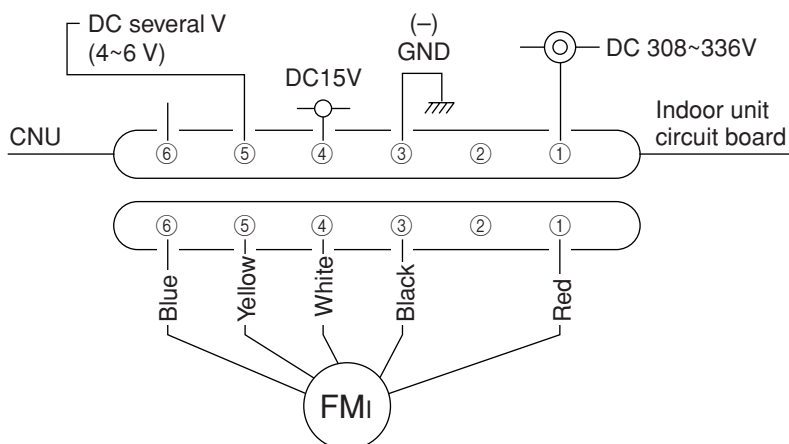 DC several V
(4~6 V)
(–)
GND
DC15V
DC 308~336V
CNU
Indoor unit
circuit board
⑥ ⑤ ④ ③ ② ①
⑥ ⑤ ④ ③ ② ①
Blue
Yellow
White
Black
Red
FMI